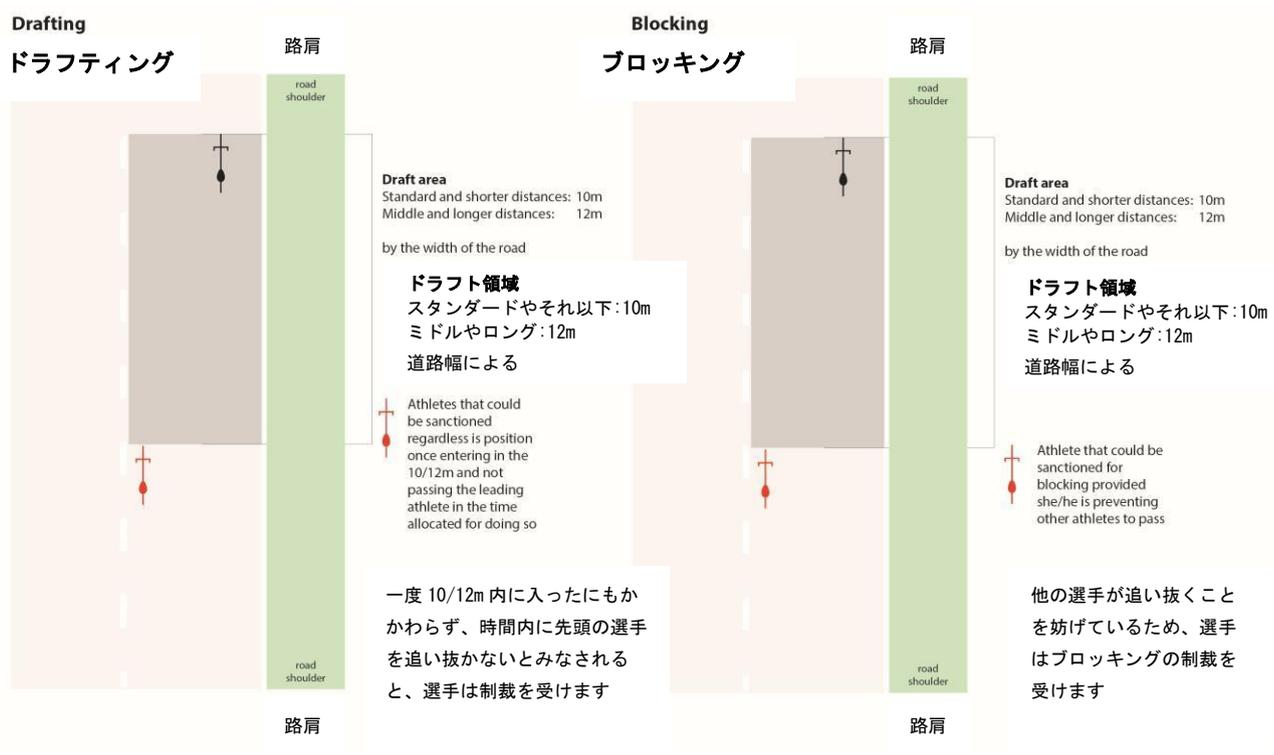 Drafting
ドラフティング
路肩
road
shoulder
Draft area
Standard and shorter distances: 10m
Middle and longer distances: 12m
by the width of the road
ドラフト領域
スタンダードやそれ以下:10m
ミドルやロング:12m
道路幅による
Athletes that could
be sanctioned
regardless is position
once entering in the
10/12m and not
passing the leading
athlete in the time
allocated for doing so
一度 10/12m 内に入ったにもか
かわらず、時間内に先頭の選手
を追い抜かないとみなされる
と、選手は制裁を受けます
road
shoulder
路肩
Blocking
ブロッキング
路肩
road
shoulder
Draft area
Standard and shorter distances: 10m
Middle and longer distances: 12m
by the width of the road
ドラフト領域
スタンダードやそれ以下:10m
ミドルやロング:12m
道路幅による
Athlete that could be
sanctioned for
blocking provided
she/he is preventing
other athletes to pass
他の選手が追い抜くこと
を妨げているため、選手
はブロッキングの制裁を
受けます
road
shoulder
路肩